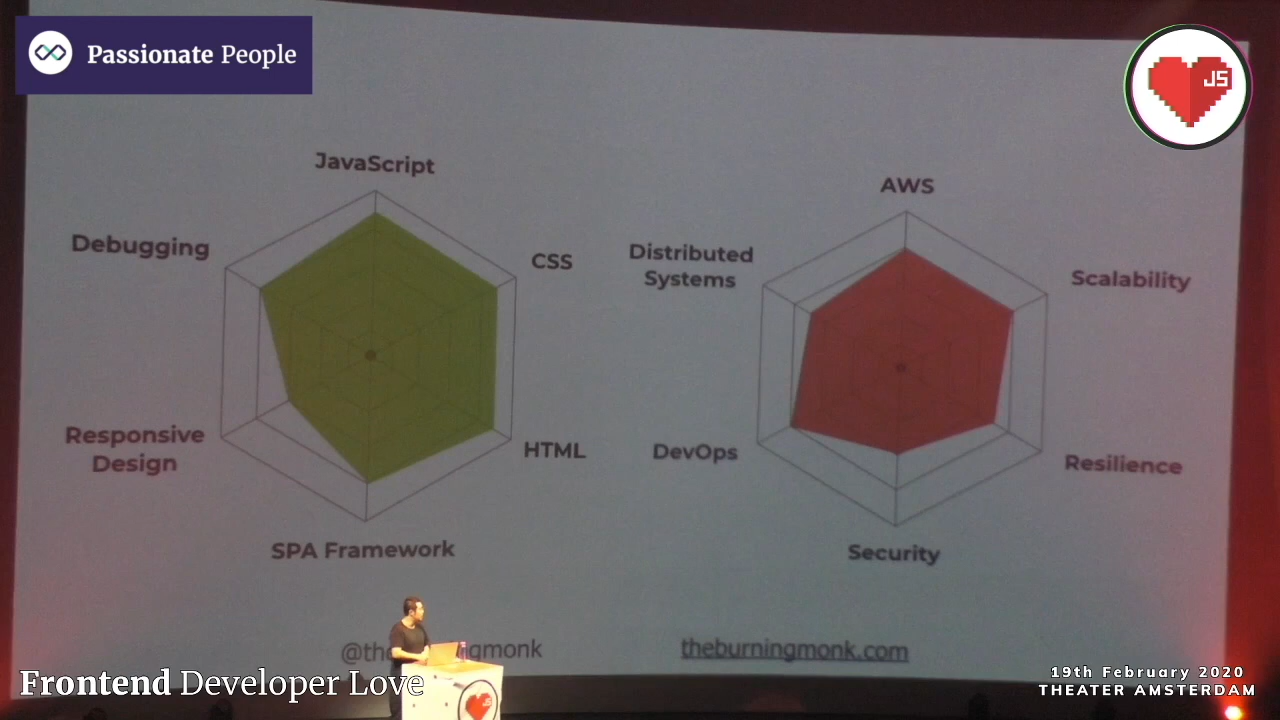 Passionate People
JS
JavaScript
Debugging
CSS
Responsive
Design
HTML
SPA Framework
AWS
Distributed
Systems
Scalability
DevOps
Resilience
Security
theburningmonk.com
JS
Frontend Developer Love
19th February 2020
THEATER AMSTERDAM